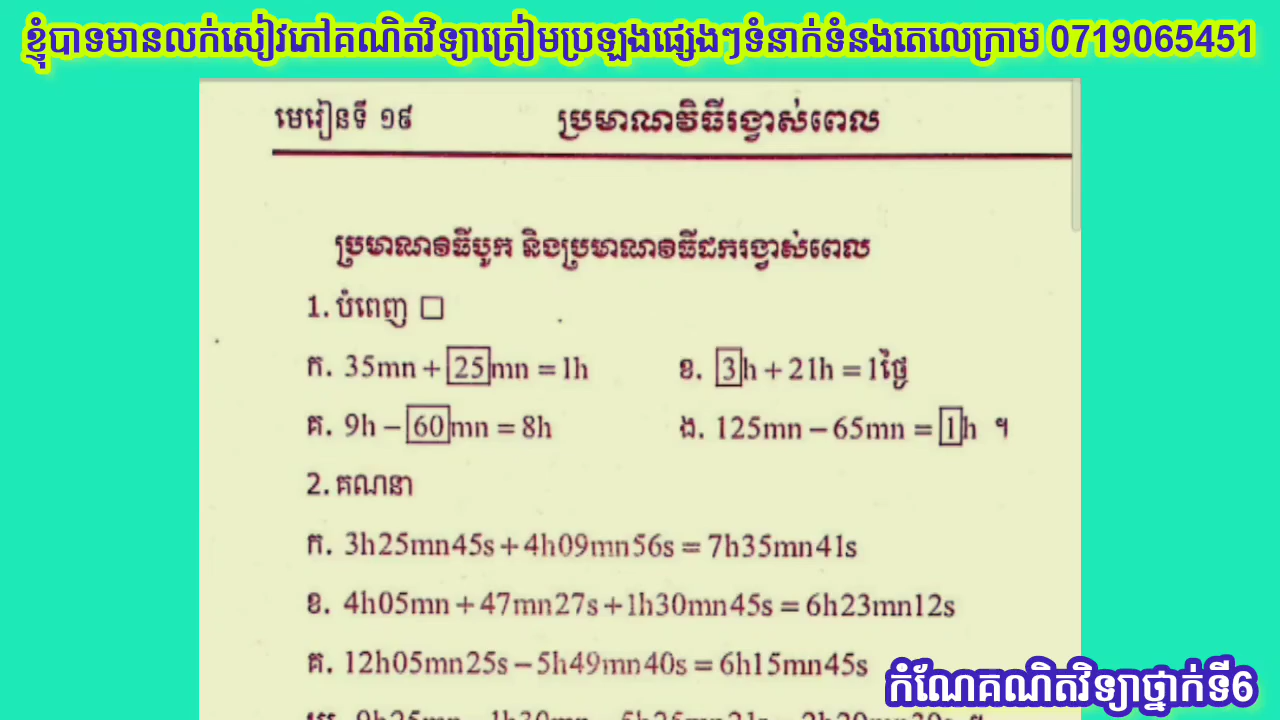 ខ្ញុំបាទមានលក់សៀវភៅគណិតវិទ្យាត្រៀមប្រឡងផ្សេងៗទំនាក់ទំនងតេលេក្រាម 0719065451
មេរៀនទី ១៩ ប្រមាណវិធីរង្វាស់ពេល
ប្រមាណវិធីបូក និងប្រមាណវិធីដករង្វាស់ពេល
1. បំពេញ □
ក. 35mn + 25mn = 1h ខ. 3h + 21h = 1ថ្ងៃ
គ. 9h − 60mn = 8h ង. 125mn − 65mn = 1h ។
2. គណនា
ក. 3h25mn45s + 4h09mn56s = 7h35mn41s
ខ. 4h05mn + 47mn27s + 1h30mn45s = 6h23mn12s
គ. 12h05mn25s − 5h49mn40s = 6h15mn45s
កំណែគណិតវិទ្យាថ្នាក់ទី6